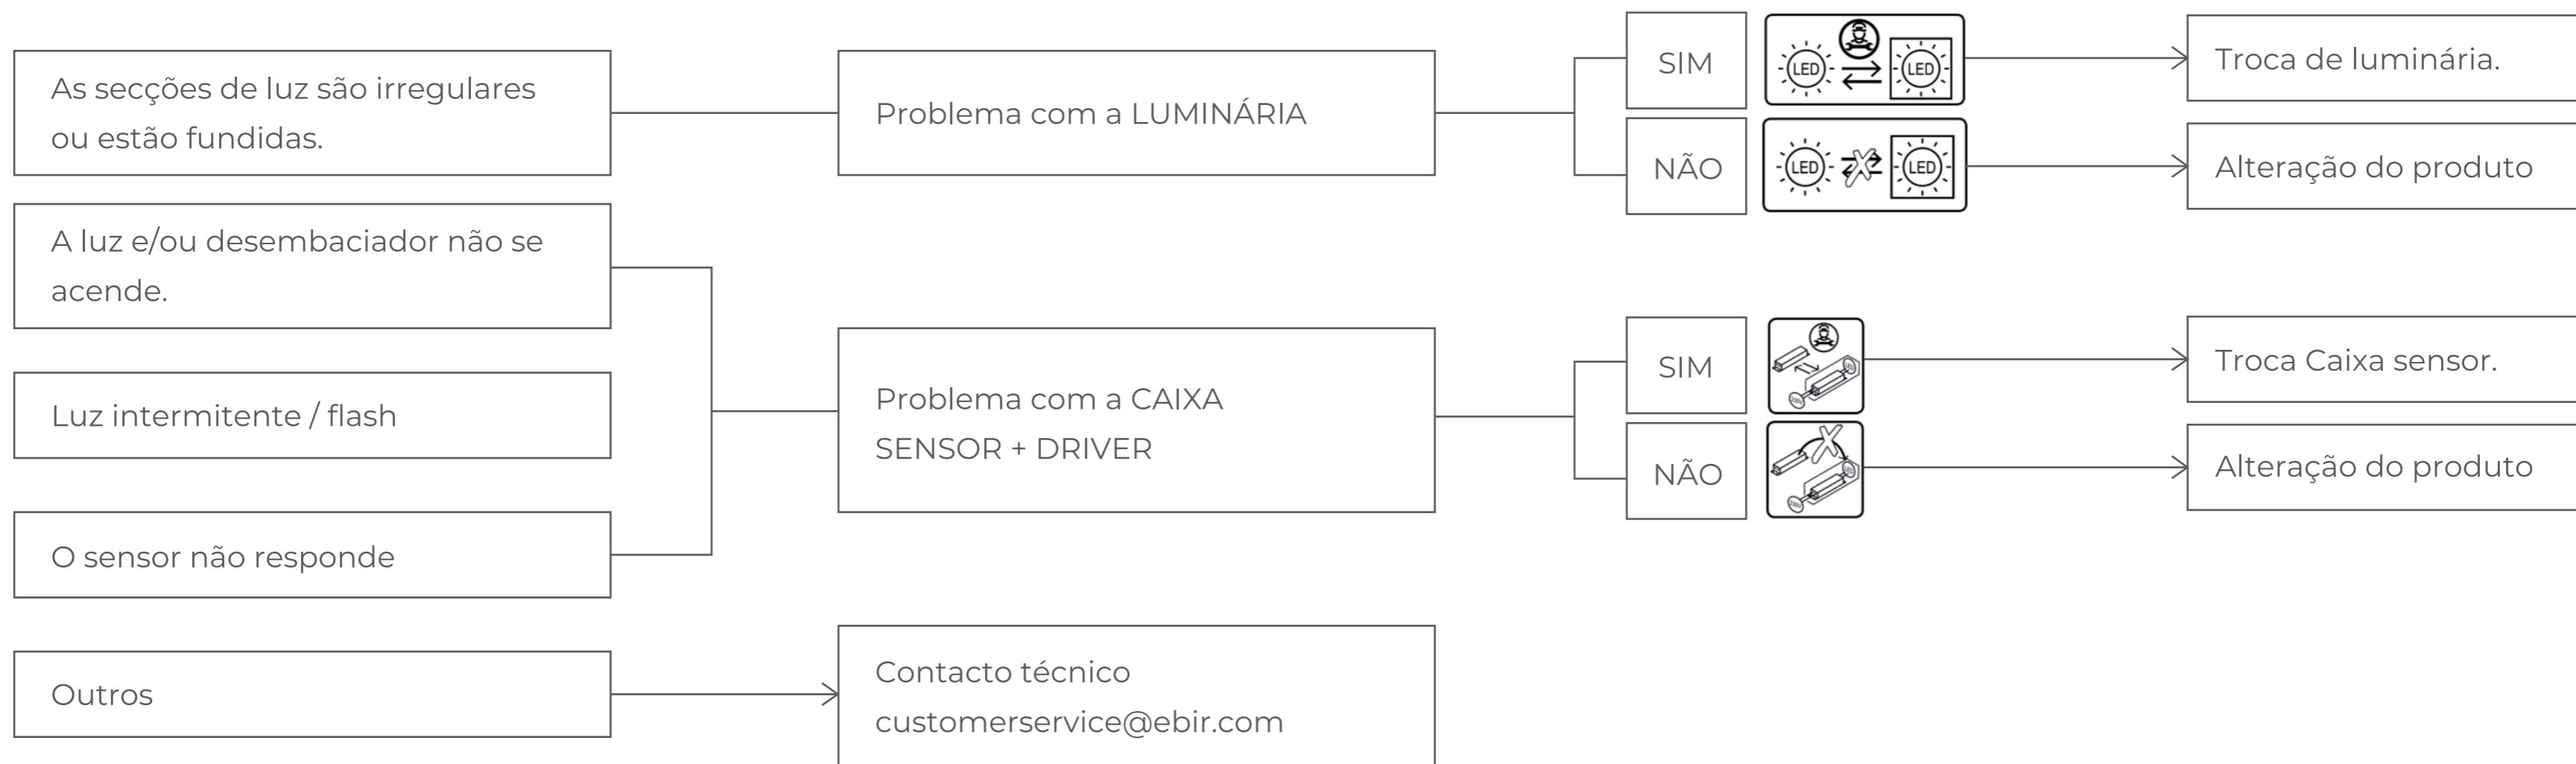 As secções de luz são irregulares
ou estão fundidas.
Problema com a LUMINÁRIA
SIM
LED
LED
Troca de luminária.
NÃO
LED
LED
Alteração do produto
A luz e/ou desembaciador não se
acende.
Luz intermitente / flash
O sensor não responde
Problema com a CAIXA
SENSOR + DRIVER
SIM
Troca Caixa sensor.
NÃO
Alteração do produto
Outros
Contacto técnico
customerservice@ebir.com